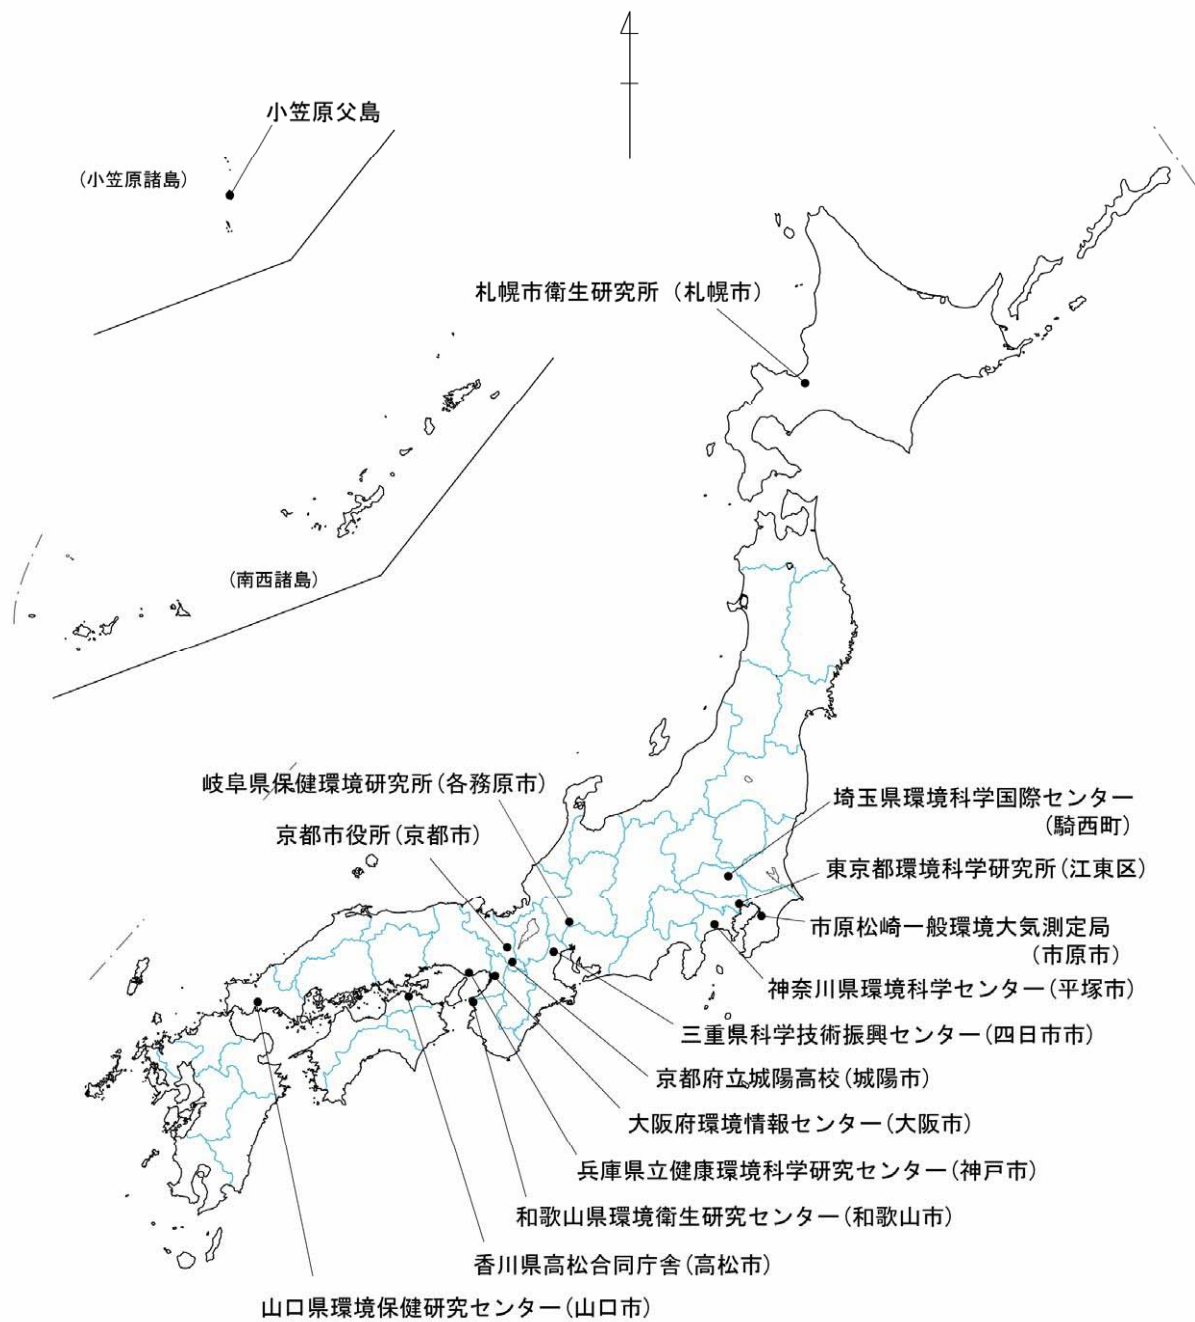 小笠原父島
(小笠原諸島)
札幌市衛生研究所（札幌市）
(南西諸島)
岐阜県保健環境研究所(各務原市)
京都市役所(京都市)
埼玉県環境科学国際センター
(騎西町)
東京都環境科学研究所(江東区)
市原松崎一般環境大気測定局
(市原市)
神奈川県環境科学センター(平塚市)
三重県科学技術振興センター(四日市市)
京都府立城陽高校(城陽市)
大阪府環境情報センター(大阪市)
兵庫県立健康環境科学研究センター(神戸市)
和歌山県環境衛生研究センター(和歌山市)
香川県高松合同庁舎(高松市)
山口県環境保健研究センター(山口市)